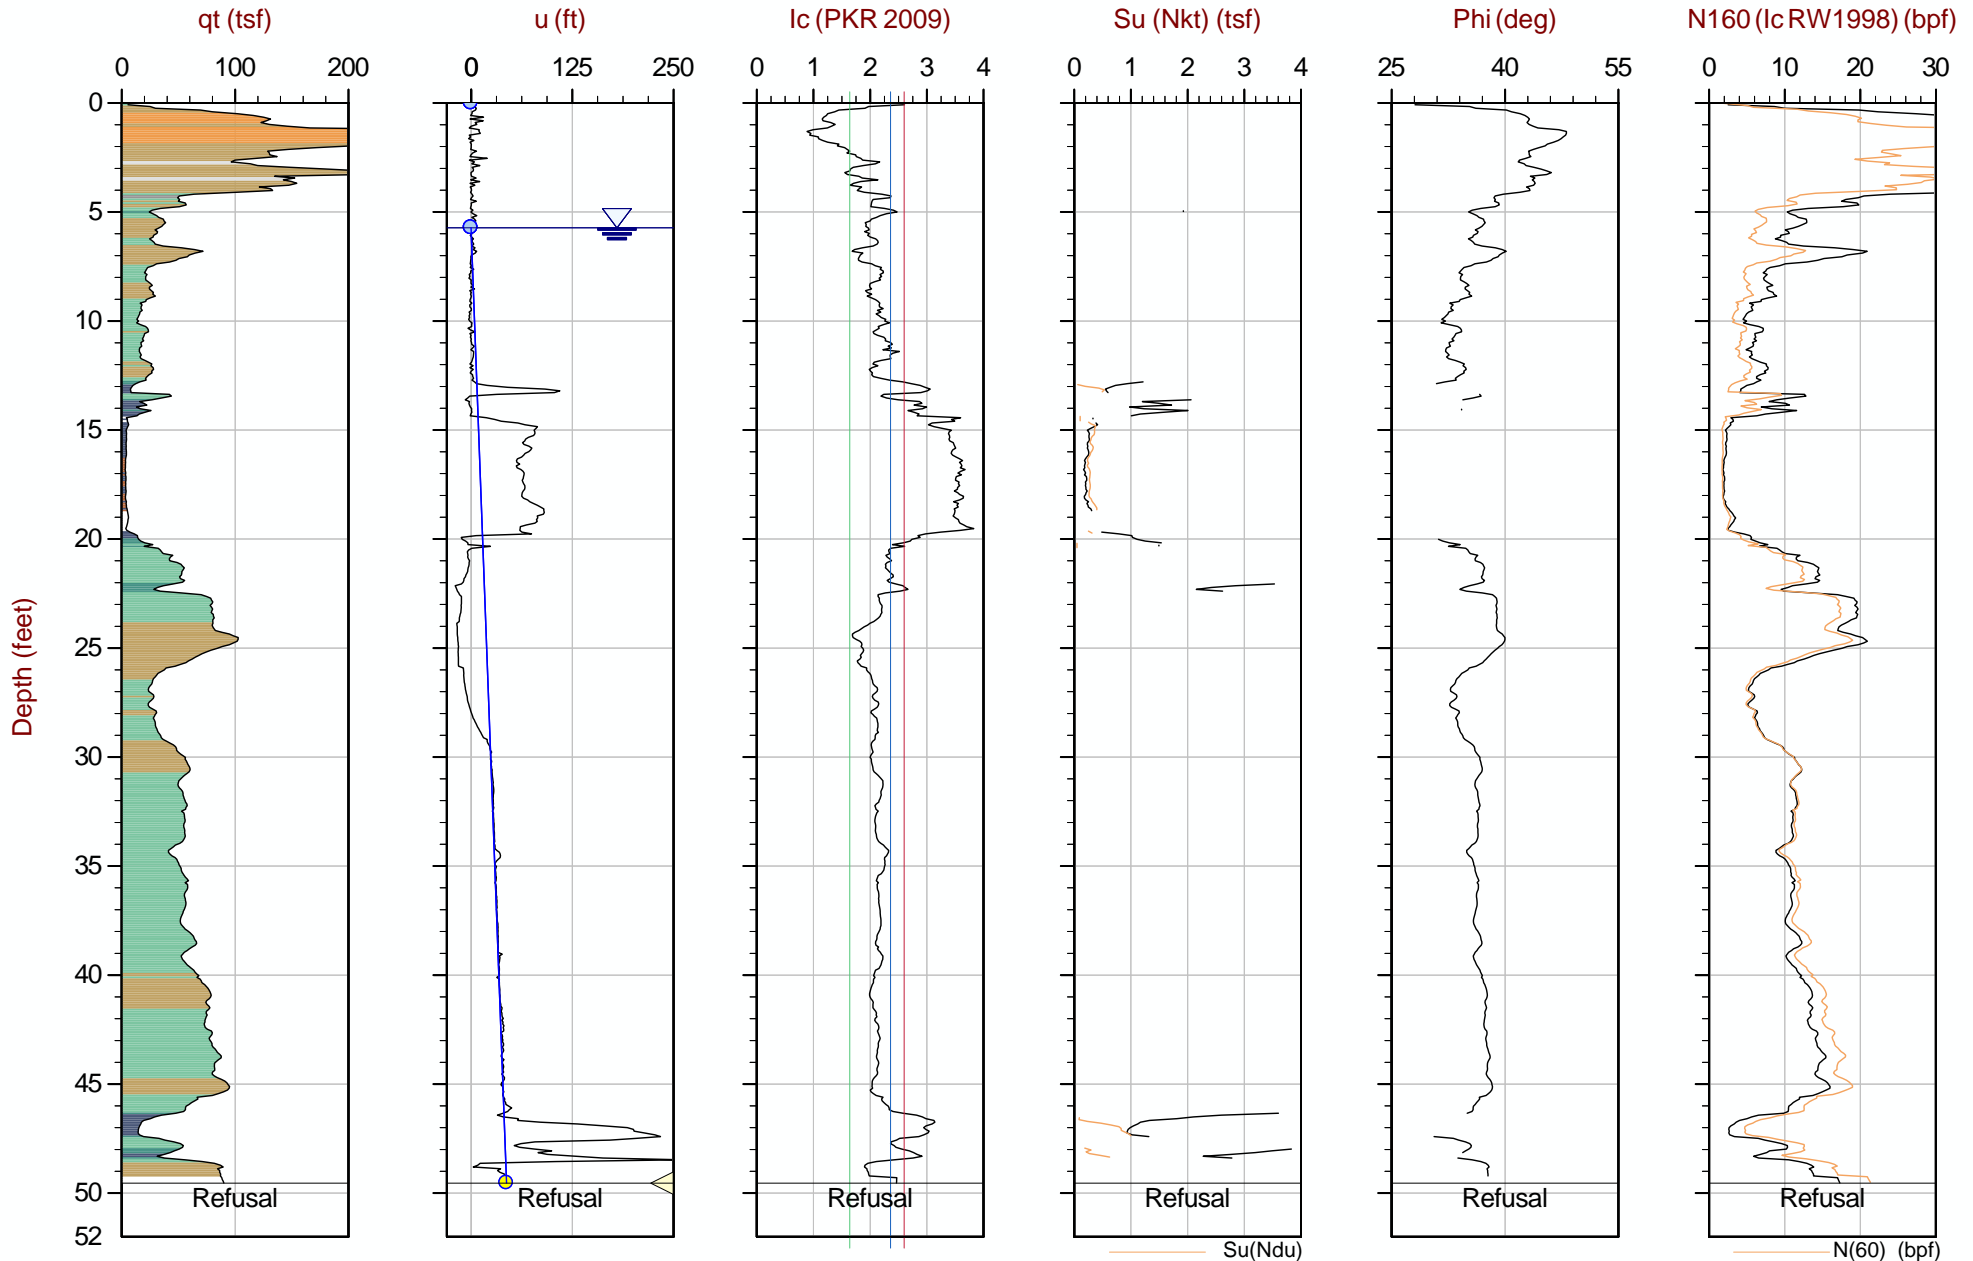 qt (tsf) u (ft) Ic (PKR 2009) Su (Nkt) (tsf) Phi (deg) N160 (Ic RW1998) (bpf)
0 100 200 0 0 125 250 0 1 2 3 4 0 1 2 3 4 25 40 55 0 10 20 30
0
5
10
15
20
25
30
35
40
45
50
52
Depth (feet)
Refusal Refusal Refusal Refusal Refusal Refusal
Su(Ndu) N(60) (bpf)